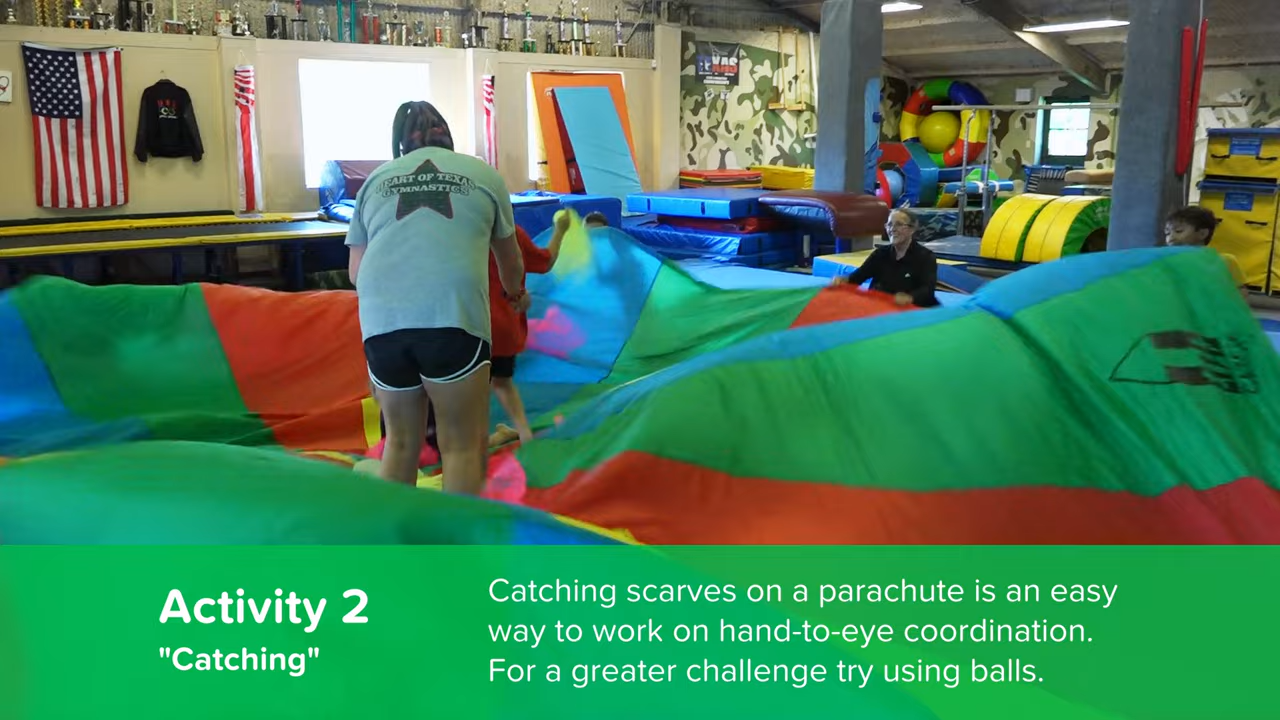 TEXAS
HEART OF TEXAS
GYMNASTICS
Activity 2
"Catching"
Catching scarves on a parachute is an easy
way to work on hand-to-eye coordination.
For a greater challenge try using balls.